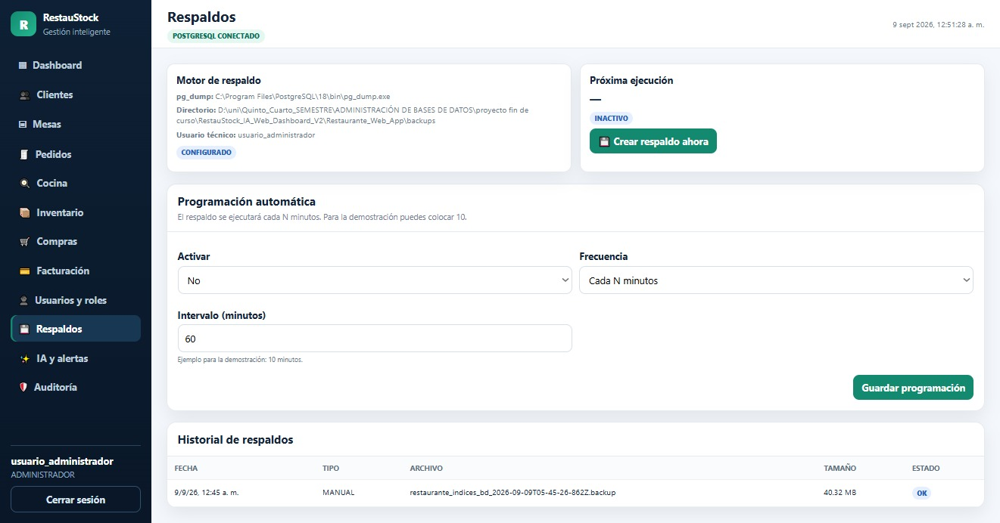 R
RestauStock
Gestión inteligente
Dashboard
Clientes
Mesas
Pedidos
Cocina
Inventario
Compras
Facturación
Usuarios y roles
Respaldos
IA y alertas
Auditoría
usuario_administrador
ADMINISTRADOR
Cerrar sesión
Respaldos
POSTGRESQL CONECTADO
9 sept 2026, 12:51:28 a. m.
Motor de respaldo
pg_dump: C:\Program Files\PostgreSQL\18\bin\pg_dump.exe
Directorio: D:\uni\Quinto_Cuarto_SEMESTRE\ADMINISTRACIÓN DE BASES DE DATOS\proyecto fin de
curso\RestauStock_IA_Web_Dashboard_V2\Restaurante_Web_App\backups
Usuario técnico: usuario_administrador
CONFIGURADO
Próxima ejecución
—
INACTIVO
Crear respaldo ahora
Programación automática
El respaldo se ejecutará cada N minutos. Para la demostración puedes colocar 10.
Activar
No
Frecuencia
Cada N minutos
Intervalo (minutos)
60
Ejemplo para la demostración: 10 minutos.
Guardar programación
Historial de respaldos
FECHA TIPO ARCHIVO TAMAÑO ESTADO
9/9/26, 12:45 a. m. MANUAL restaurante_indices_bd_2026-09-09T05-45-26-862Z.backup 40.32 MB OK